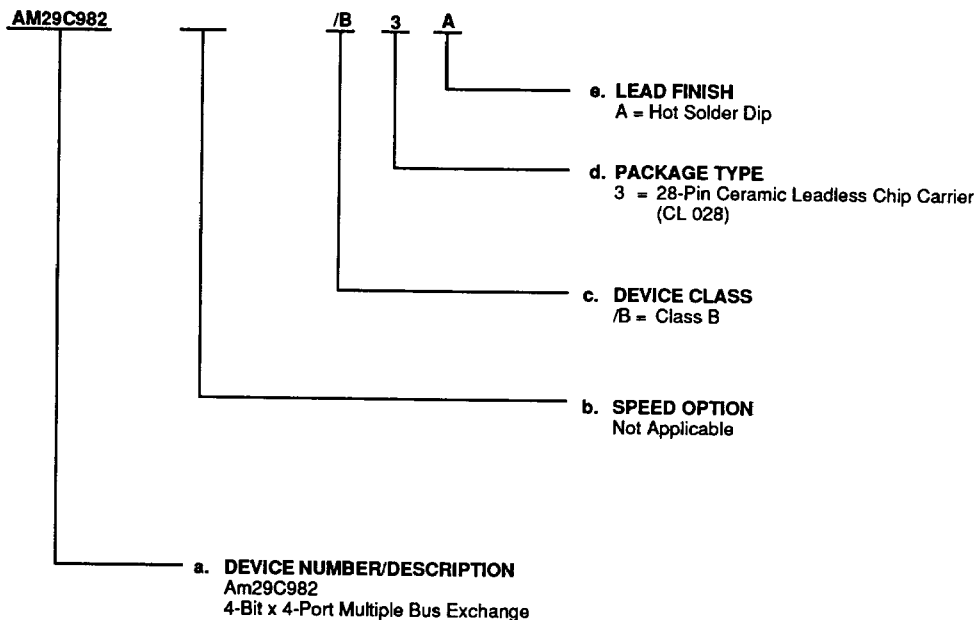 AM29C982 /B 3 A
e. LEAD FINISH
A = Hot Solder Dip
d. PACKAGE TYPE
3 = 28-Pin Ceramic Leadless Chip Carrier
(CL 028)
c. DEVICE CLASS
/B = Class B
b. SPEED OPTION
Not Applicable
a. DEVICE NUMBER/DESCRIPTION
Am29C982
4-Bit x 4-Port Multiple Bus Exchange